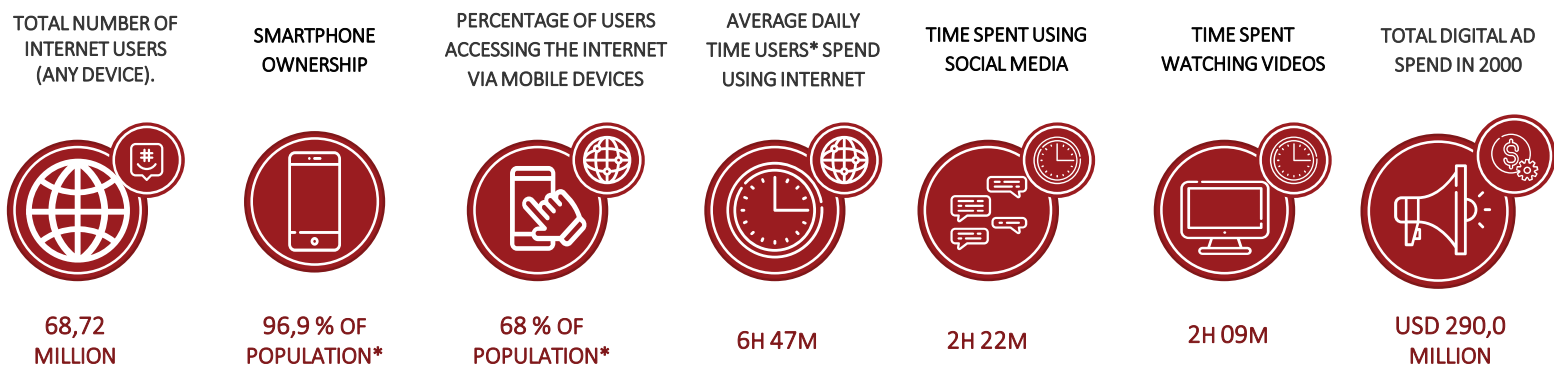 TOTAL NUMBER OF
INTERNET USERS
(ANY DEVICE).
68,72
MILLION
SMARTPHONE
OWNERSHIP
96,9 % OF
POPULATION*
PERCENTAGE OF USERS
ACCESSING THE INTERNET
VIA MOBILE DEVICES
68 % OF
POPULATION*
AVERAGE DAILY
TIME USERS* SPEND
USING INTERNET
6H 47M
TIME SPENT USING
SOCIAL MEDIA
2H 22M
TIME SPENT
WATCHING VIDEOS
2H 09M
TOTAL DIGITAL AD
SPEND IN 2000
$
USD 290,0
MILLION